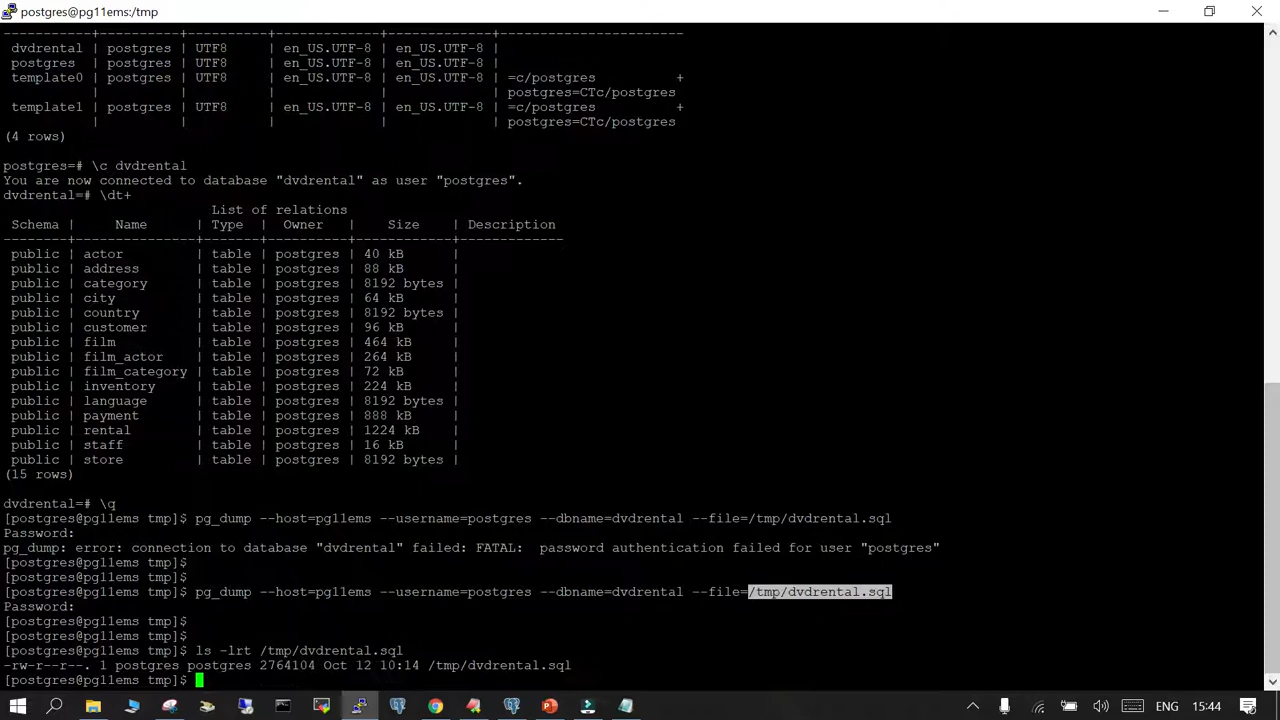 postgres@pg11ems:/tmp
-----------+----------+----------+-------------+-------------+-----------------------
dvdrental | postgres | UTF8 | en_US.UTF-8 | en_US.UTF-8 |
postgres | postgres | UTF8 | en_US.UTF-8 | en_US.UTF-8 |
template0 | postgres | UTF8 | en_US.UTF-8 | en_US.UTF-8 | =c/postgres +
| | | | | postgres=CTc/postgres
template1 | postgres | UTF8 | en_US.UTF-8 | en_US.UTF-8 | =c/postgres +
| | | | | postgres=CTc/postgres
(4 rows)
postgres=# \c dvdrental
You are now connected to database "dvdrental" as user "postgres".
dvdrental=# \dt+
List of relations
Schema | Name | Type | Owner | Size | Description
--------+---------------+-------+----------+------------+-------------
public | actor | table | postgres | 40 kB |
public | address | table | postgres | 88 kB |
public | category | table | postgres | 8192 bytes |
public | city | table | postgres | 64 kB |
public | country | table | postgres | 8192 bytes |
public | customer | table | postgres | 96 kB |
public | film | table | postgres | 464 kB |
public | film_actor | table | postgres | 264 kB |
public | film_category | table | postgres | 72 kB |
public | inventory | table | postgres | 224 kB |
public | language | table | postgres | 8192 bytes |
public | payment | table | postgres | 888 kB |
public | rental | table | postgres | 1224 kB |
public | staff | table | postgres | 16 kB |
public | store | table | postgres | 8192 bytes |
(15 rows)
dvdrental=# \q
[postgres@pg11ems tmp]$ pg_dump --host=pg11ems --username=postgres --dbname=dvdrental --file=/tmp/dvdrental.sql
Password:
pg_dump: error: connection to database "dvdrental" failed: FATAL:  password authentication failed for user "postgres"
[postgres@pg11ems tmp]$
[postgres@pg11ems tmp]$
[postgres@pg11ems tmp]$ pg_dump --host=pg11ems --username=postgres --dbname=dvdrental --file=/tmp/dvdrental.sql
Password:
[postgres@pg11ems tmp]$
[postgres@pg11ems tmp]$
[postgres@pg11ems tmp]$ ls -lrt /tmp/dvdrental.sql
-rw-r--r--. 1 postgres postgres 2764104 Oct 12 10:14 /tmp/dvdrental.sql
[postgres@pg11ems tmp]$
ENG 15:44